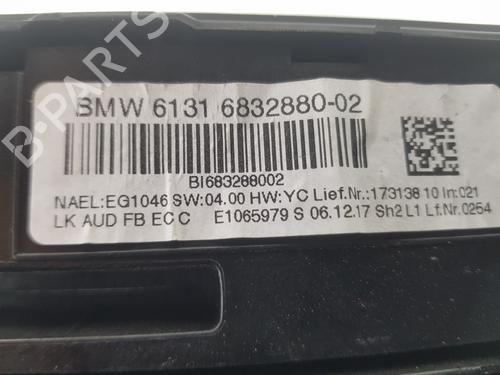 BMW 6131 6832880-02
BI683288002
NAEL:EG1046 SW:04.00 HW:YC Lief.Nr.:173138 10 In:021
LK AUD FB EC C E1065979 S 06.12.17 Sh2 L1 Lf.Nr.0254
B-PARTS